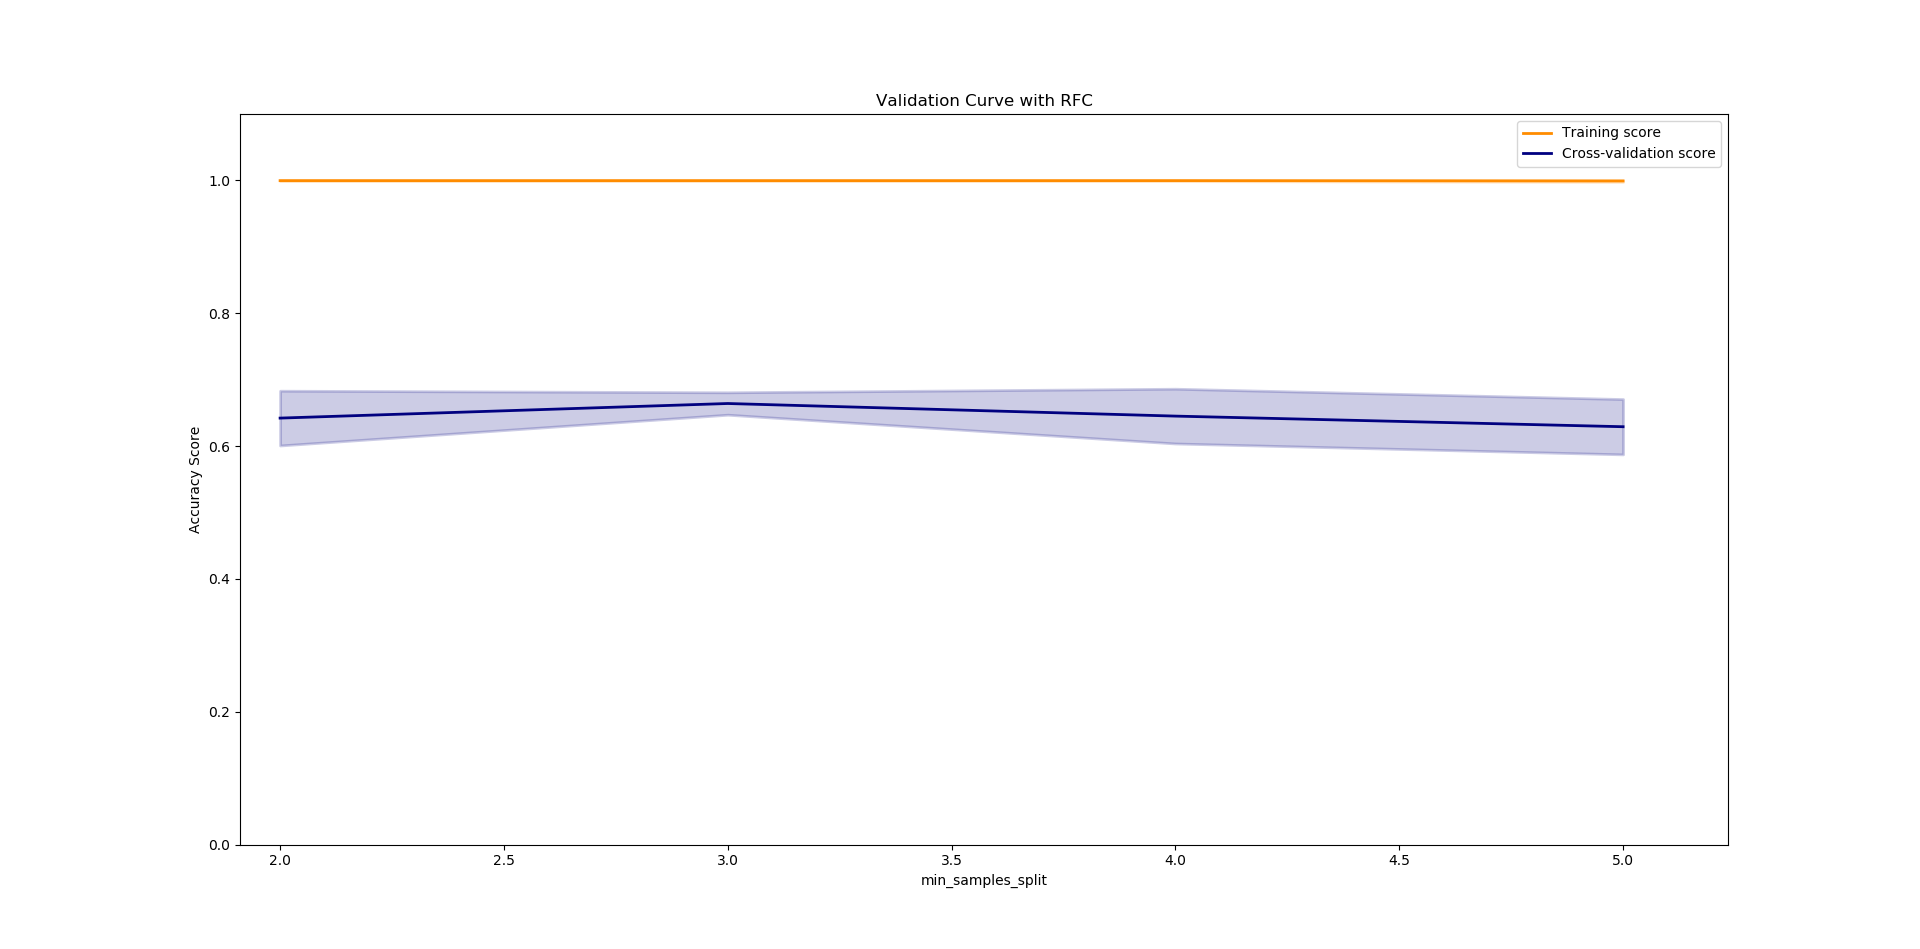 Validation Curve with RFC
Training score
Cross-validation score
1.0
0.8
0.6
0.4
0.2
0.0
Accuracy Score
2.0 2.5 3.0 3.5 4.0 4.5 5.0
min_samples_split